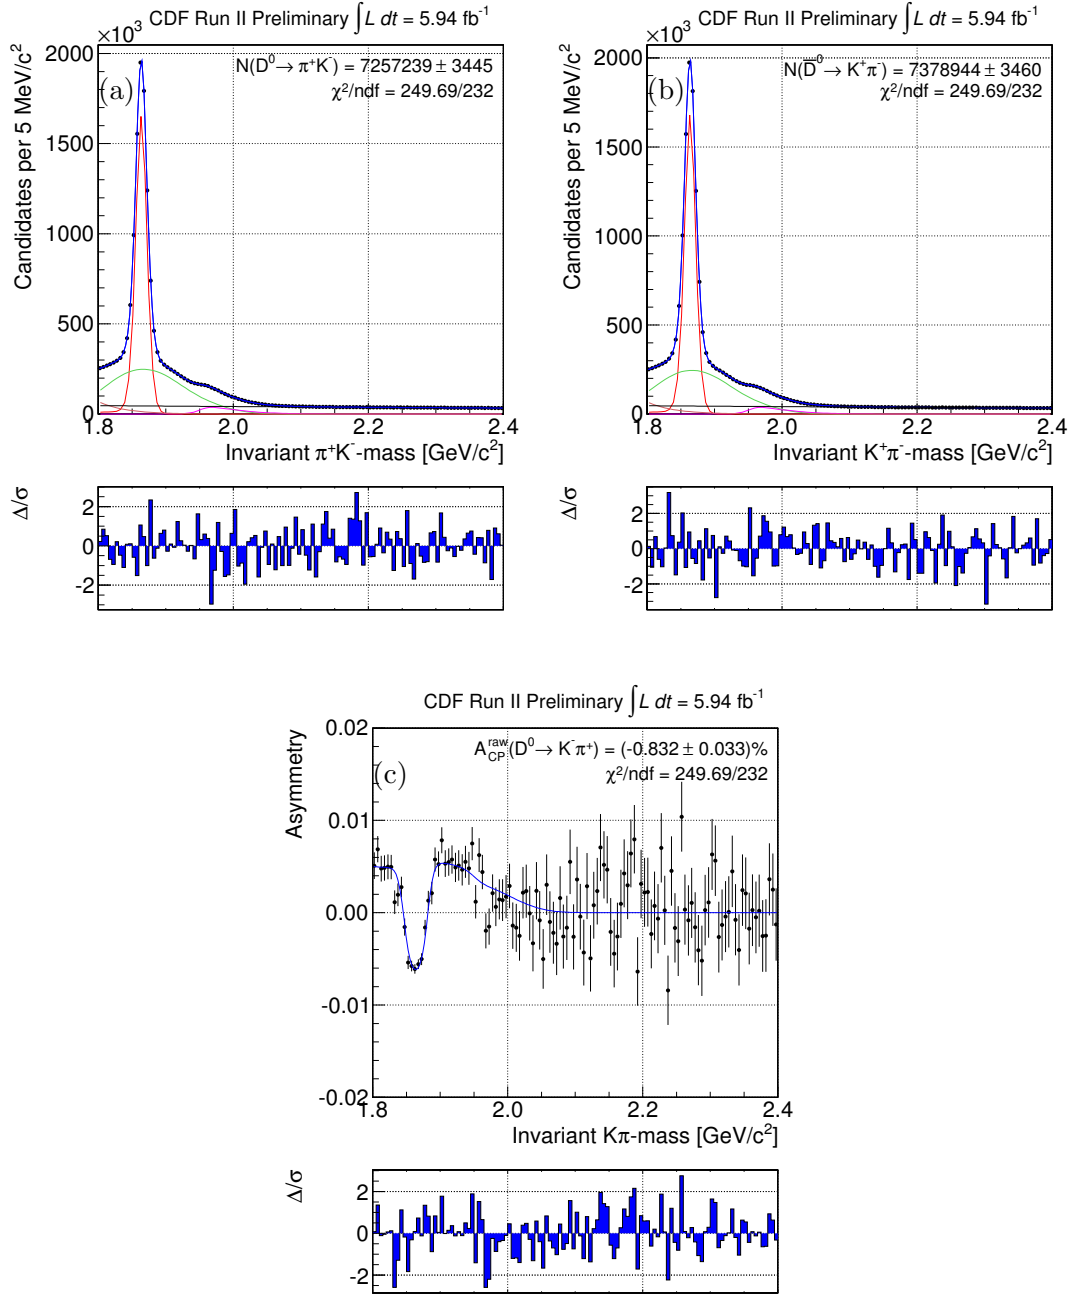 CDF Run II Preliminary ∫L dt = 5.94 fb⁻¹
×10³
Candidates per 5 MeV/c²
(a)
N(D⁰→ π⁺K⁻) = 7257239 ± 3445
χ²/ndf = 249.69/232
2000
1500
1000
500
0
1.8 2.0 2.2 2.4
Invariant π⁺K⁻-mass [GeV/c²]
Δ/σ
2
0
-2
CDF Run II Preliminary ∫L dt = 5.94 fb⁻¹
×10³
Candidates per 5 MeV/c²
(b)
N(D̅⁰→ K⁺π⁻) = 7378944 ± 3460
χ²/ndf = 249.69/232
2000
1500
1000
500
0
1.8 2.0 2.2 2.4
Invariant K⁺π⁻-mass [GeV/c²]
Δ/σ
2
0
-2
CDF Run II Preliminary ∫L dt = 5.94 fb⁻¹
Asymmetry
(c)
A_CP^raw(D⁰→ K⁻π⁺) = (-0.832 ± 0.033)%
χ²/ndf = 249.69/232
0.02
0.01
0.00
-0.01
-0.02
1.8 2.0 2.2 2.4
Invariant Kπ-mass [GeV/c²]
Δ/σ
2
0
-2